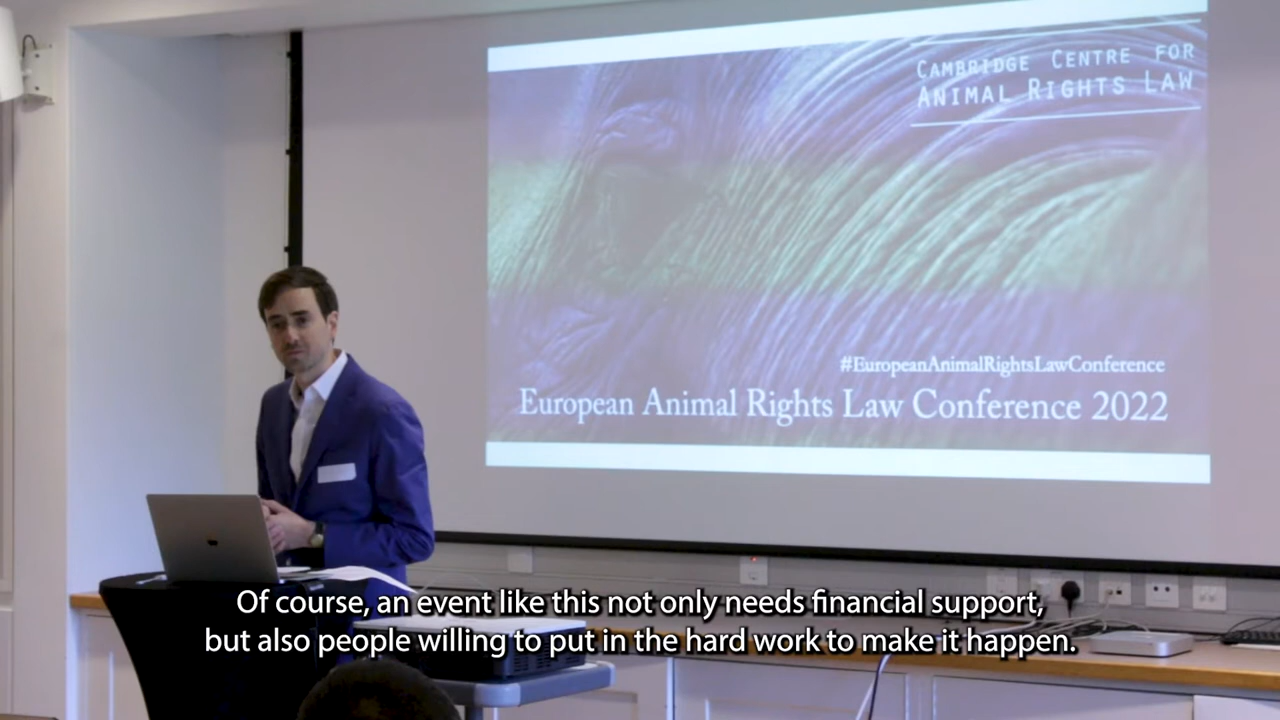 CAMBRIDGE CENTRE FOR
ANIMAL RIGHTS LAW
#EuropeanAnimalRightsLawConference
European Animal Rights Law Conference 2022
Of course, an event like this not only needs financial support,
but also people willing to put in the hard work to make it happen.